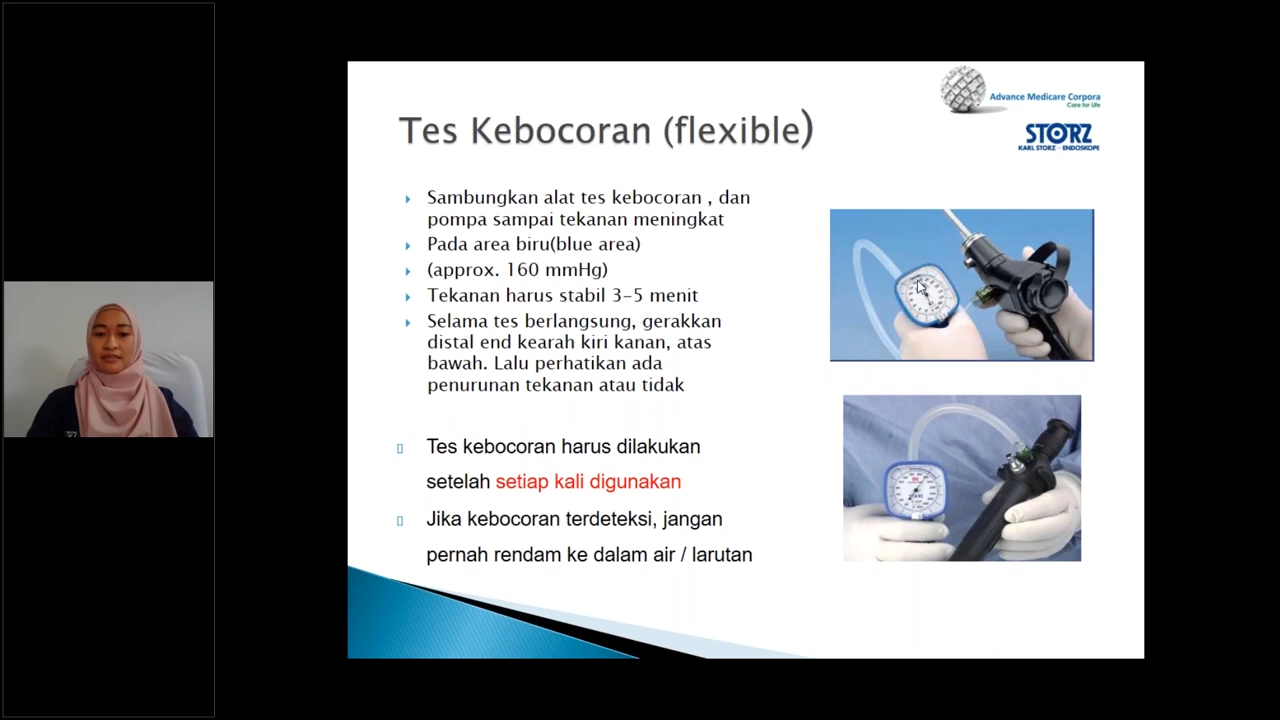 Advance Medicare Corpora
Care for Life
STORZ
KARL STORZ - ENDOSKOPE
Tes Kebocoran (flexible)
Sambungkan alat tes kebocoran , dan
pompa sampai tekanan meningkat
Pada area biru(blue area)
(approx. 160 mmHg)
Tekanan harus stabil 3-5 menit
Selama tes berlangsung, gerakkan
distal end kearah kiri kanan, atas
bawah. Lalu perhatikan ada
penurunan tekanan atau tidak
Tes kebocoran harus dilakukan
setelah setiap kali digunakan
Jika kebocoran terdeteksi, jangan
pernah rendam ke dalam air / larutan